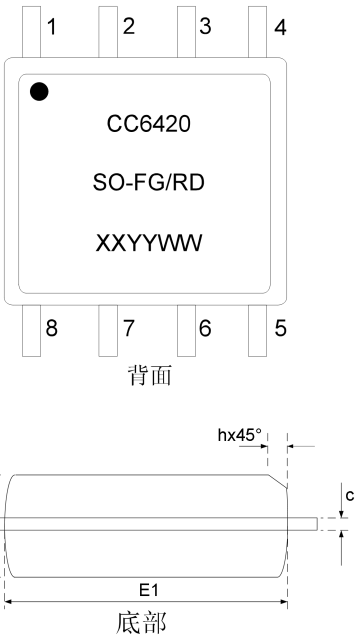 1 2 3 4
CC6420
SO-FG/RD
XXYYWW
8 7 6 5
背面
hx45°
c
E1
底部